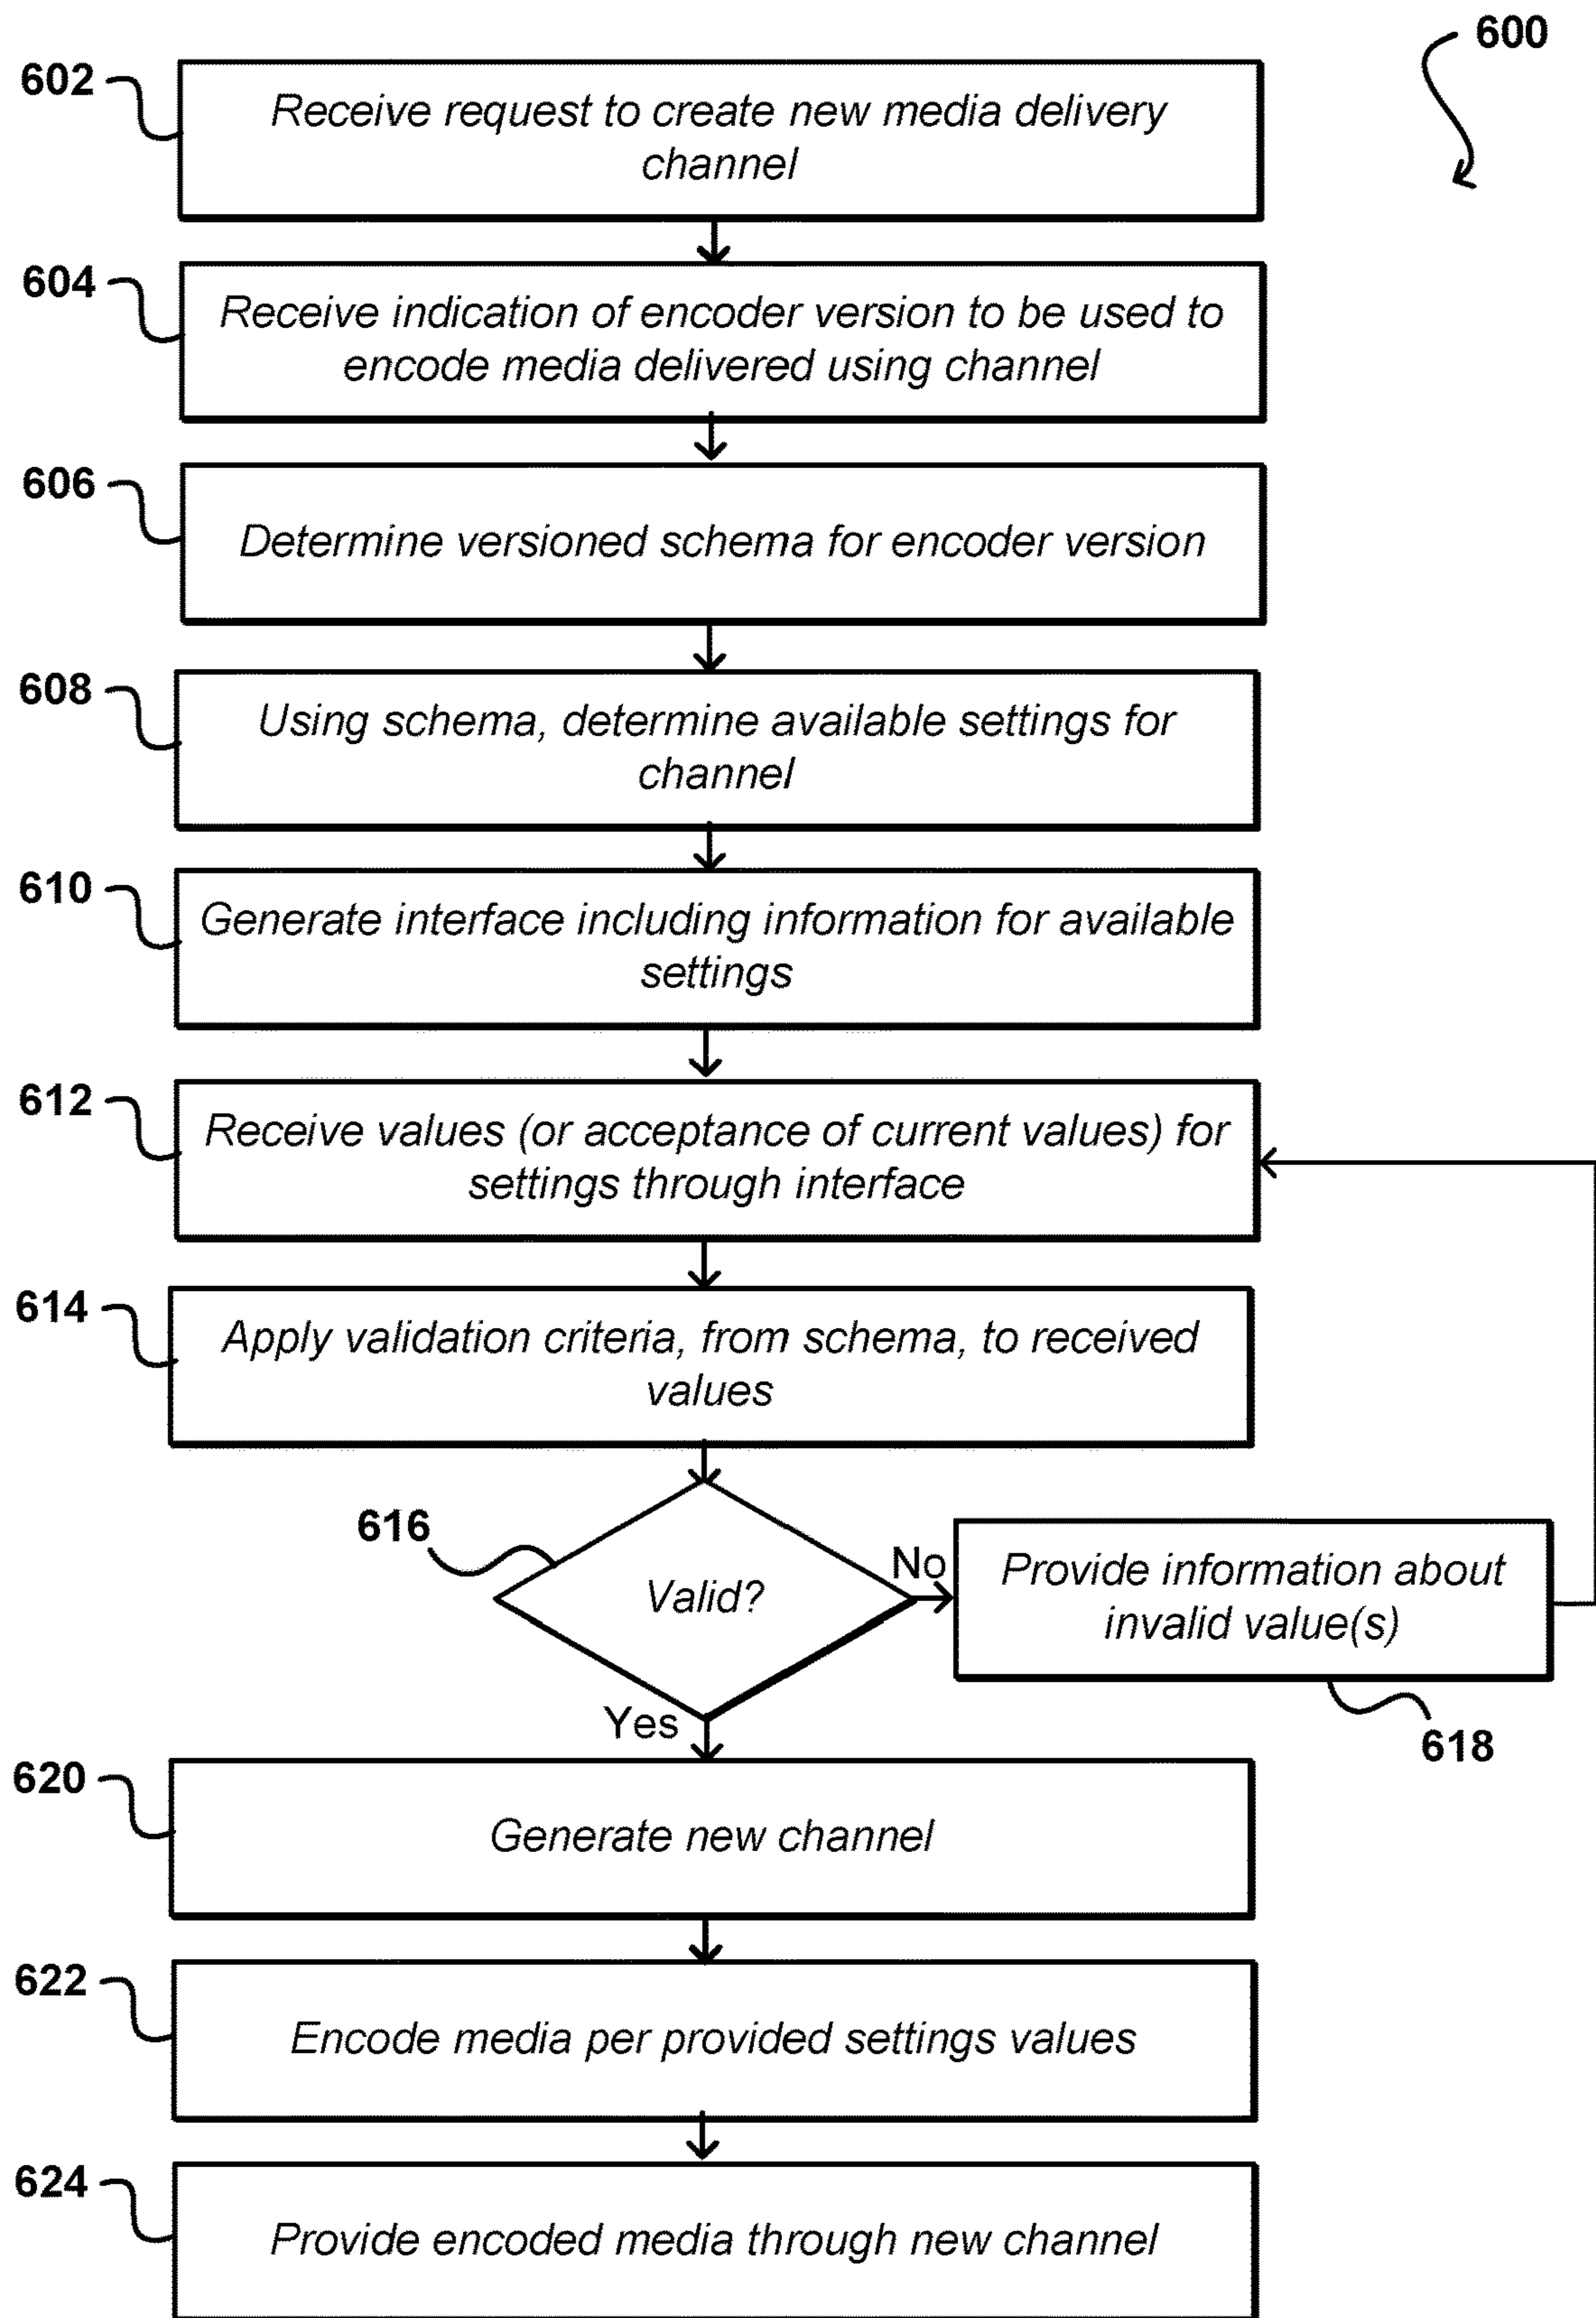 600
602
Receive request to create new media delivery
channel
604
Receive indication of encoder version to be used to
encode media delivered using channel
606
Determine versioned schema for encoder version
608
Using schema, determine available settings for
channel
610
Generate interface including information for available
settings
612
Receive values (or acceptance of current values) for
settings through interface
614
Apply validation criteria, from schema, to received
values
616
Valid?
No
Provide information about
invalid value(s)
618
Yes
620
Generate new channel
622
Encode media per provided settings values
624
Provide encoded media through new channel